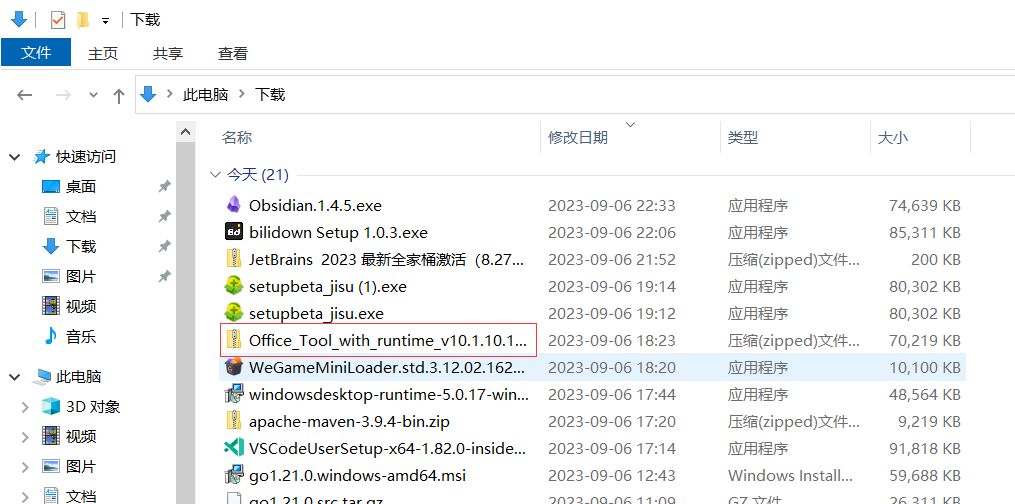 下载
文件 主页 共享 查看
此电脑 下载
名称 修改日期 类型 大小
快速访问
桌面
文档
下载
图片
视频
音乐
此电脑
3D 对象
视频
图片
文档
今天 (21)
Obsidian.1.4.5.exe 2023-09-06 22:33 应用程序 74,639 KB
bilidown Setup 1.0.3.exe 2023-09-06 22:06 应用程序 85,311 KB
JetBrains 2023 最新全家桶激活（8.27... 2023-09-06 21:52 压缩(zipped)文件... 200 KB
setupbeta_jisu (1).exe 2023-09-06 19:14 应用程序 80,302 KB
setupbeta_jisu.exe 2023-09-06 19:12 应用程序 80,302 KB
Office_Tool_with_runtime_v10.1.10.1... 2023-09-06 18:23 压缩(zipped)文件... 70,219 KB
WeGameMiniLoader.std.3.12.02.162... 2023-09-06 18:20 应用程序 10,100 KB
windowsdesktop-runtime-5.0.17-win... 2023-09-06 17:44 应用程序 48,564 KB
apache-maven-3.9.4-bin.zip 2023-09-06 17:20 压缩(zipped)文件... 9,219 KB
VSCodeUserSetup-x64-1.82.0-inside... 2023-09-06 17:14 应用程序 91,818 KB
go1.21.0.windows-amd64.msi 2023-09-06 12:43 Windows Install... 59,688 KB
go1.21.0.src.tar.gz 2023-09-06 11:09 GZ 文件 26,311 KB